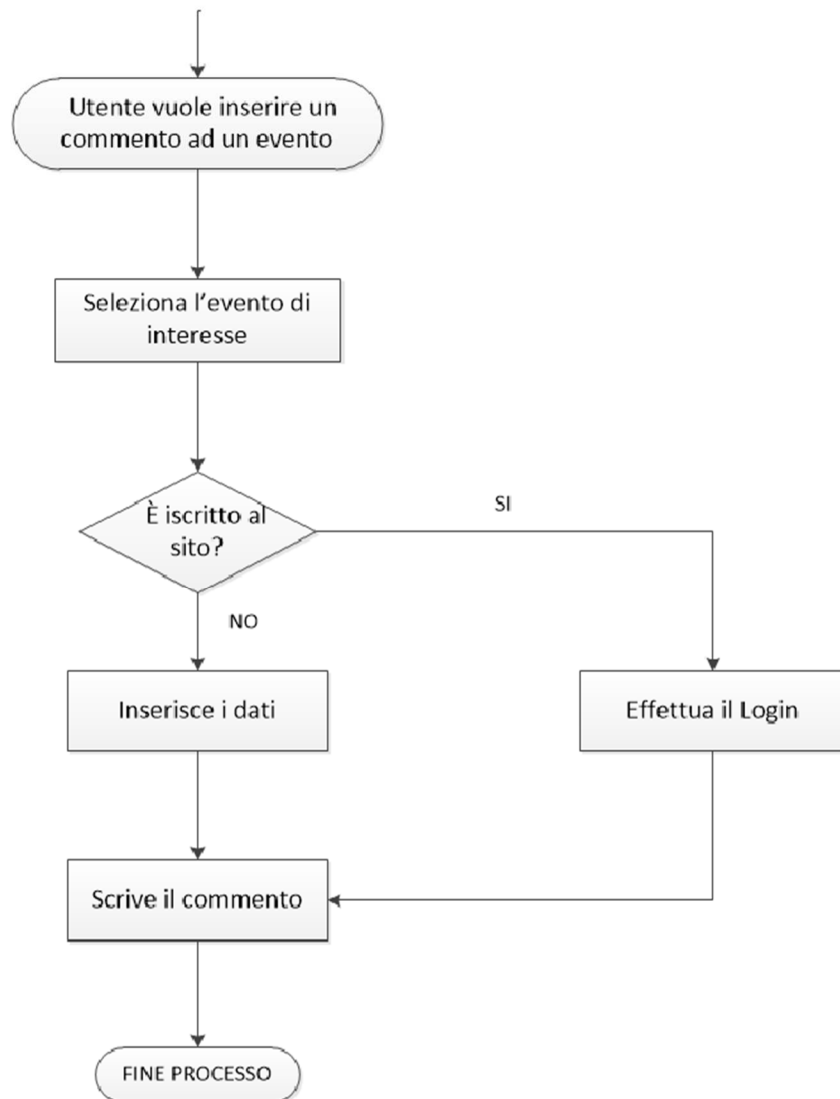 Utente vuole inserire un
commento ad un evento
Seleziona l'evento di
interesse
È iscritto al
sito?
SI
NO
Inserisce i dati
Effettua il Login
Scrive il commento
FINE PROCESSO